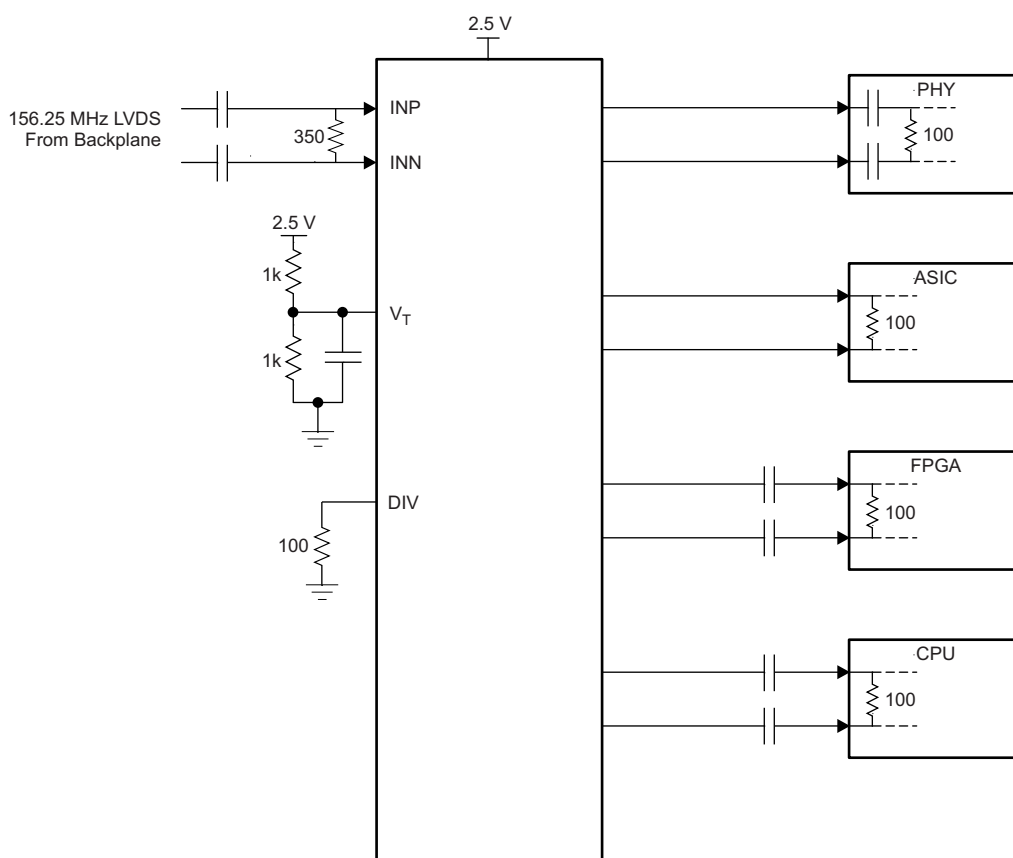 2.5 V
156.25 MHz LVDS
From Backplane
350
INP
INN
2.5 V
1k
1k
V_T
DIV
100
PHY
100
ASIC
100
FPGA
100
CPU
100